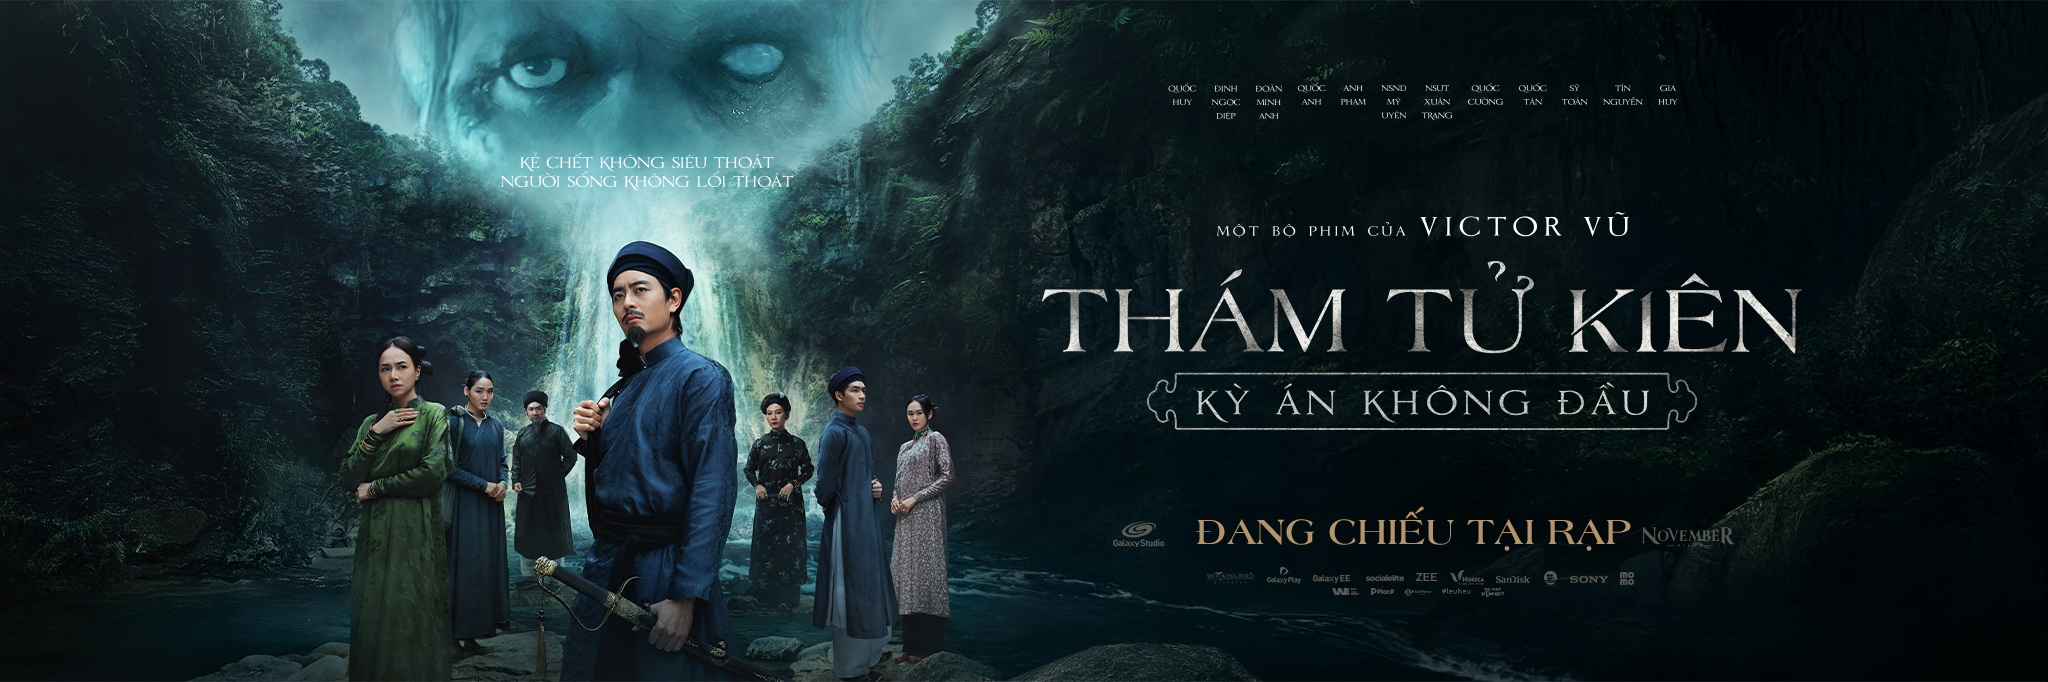 KẺ CHẾT KHÔNG SIÊU THOÁT
NGƯỜI SỐNG KHÔNG LỐI THOÁT
QUỐC HUY
ĐINH NGỌC DIỆP
ĐOÀN MINH ANH
QUỐC ANH
ANH PHẠM
NSND MỸ UYÊN
NSƯT XUÂN TRANG
QUỐC CƯỜNG
QUỐC TÂN
SỸ TOÀN
TÍN NGUYỄN
GIA HUY
MỘT BỘ PHIM CỦA VICTOR VŨ
THÁM TỬ KIÊN
KỲ ÁN KHÔNG ĐẦU
Galaxy Studio
ĐANG CHIẾU TẠI RẠP
NOVEMBER FILMS
Galaxy Play Galaxy EE socialelite ZEE SanDisk SONY MOMO
PPlanP #leuheu